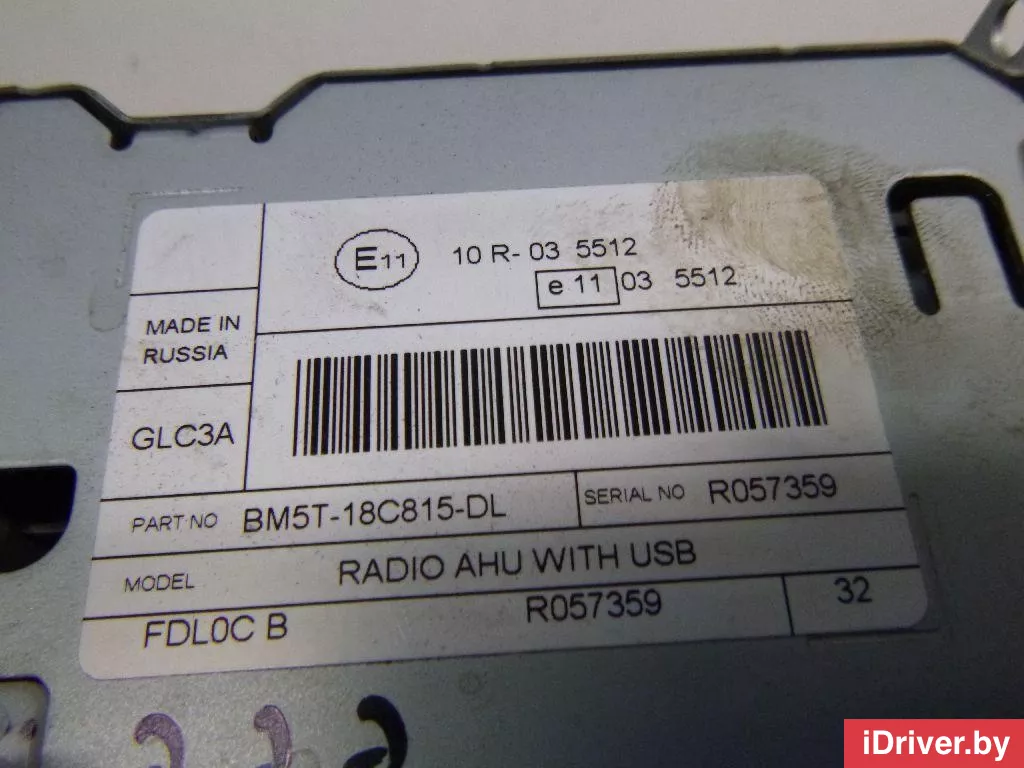 E11 10 R- 03 5512
e 11 03 5512
MADE IN
RUSSIA
GLC3A
PART NO BM5T-18C815-DL SERIAL NO R057359
MODEL RADIO AHU WITH USB
FDL0C B R057359 32
iDriver.by